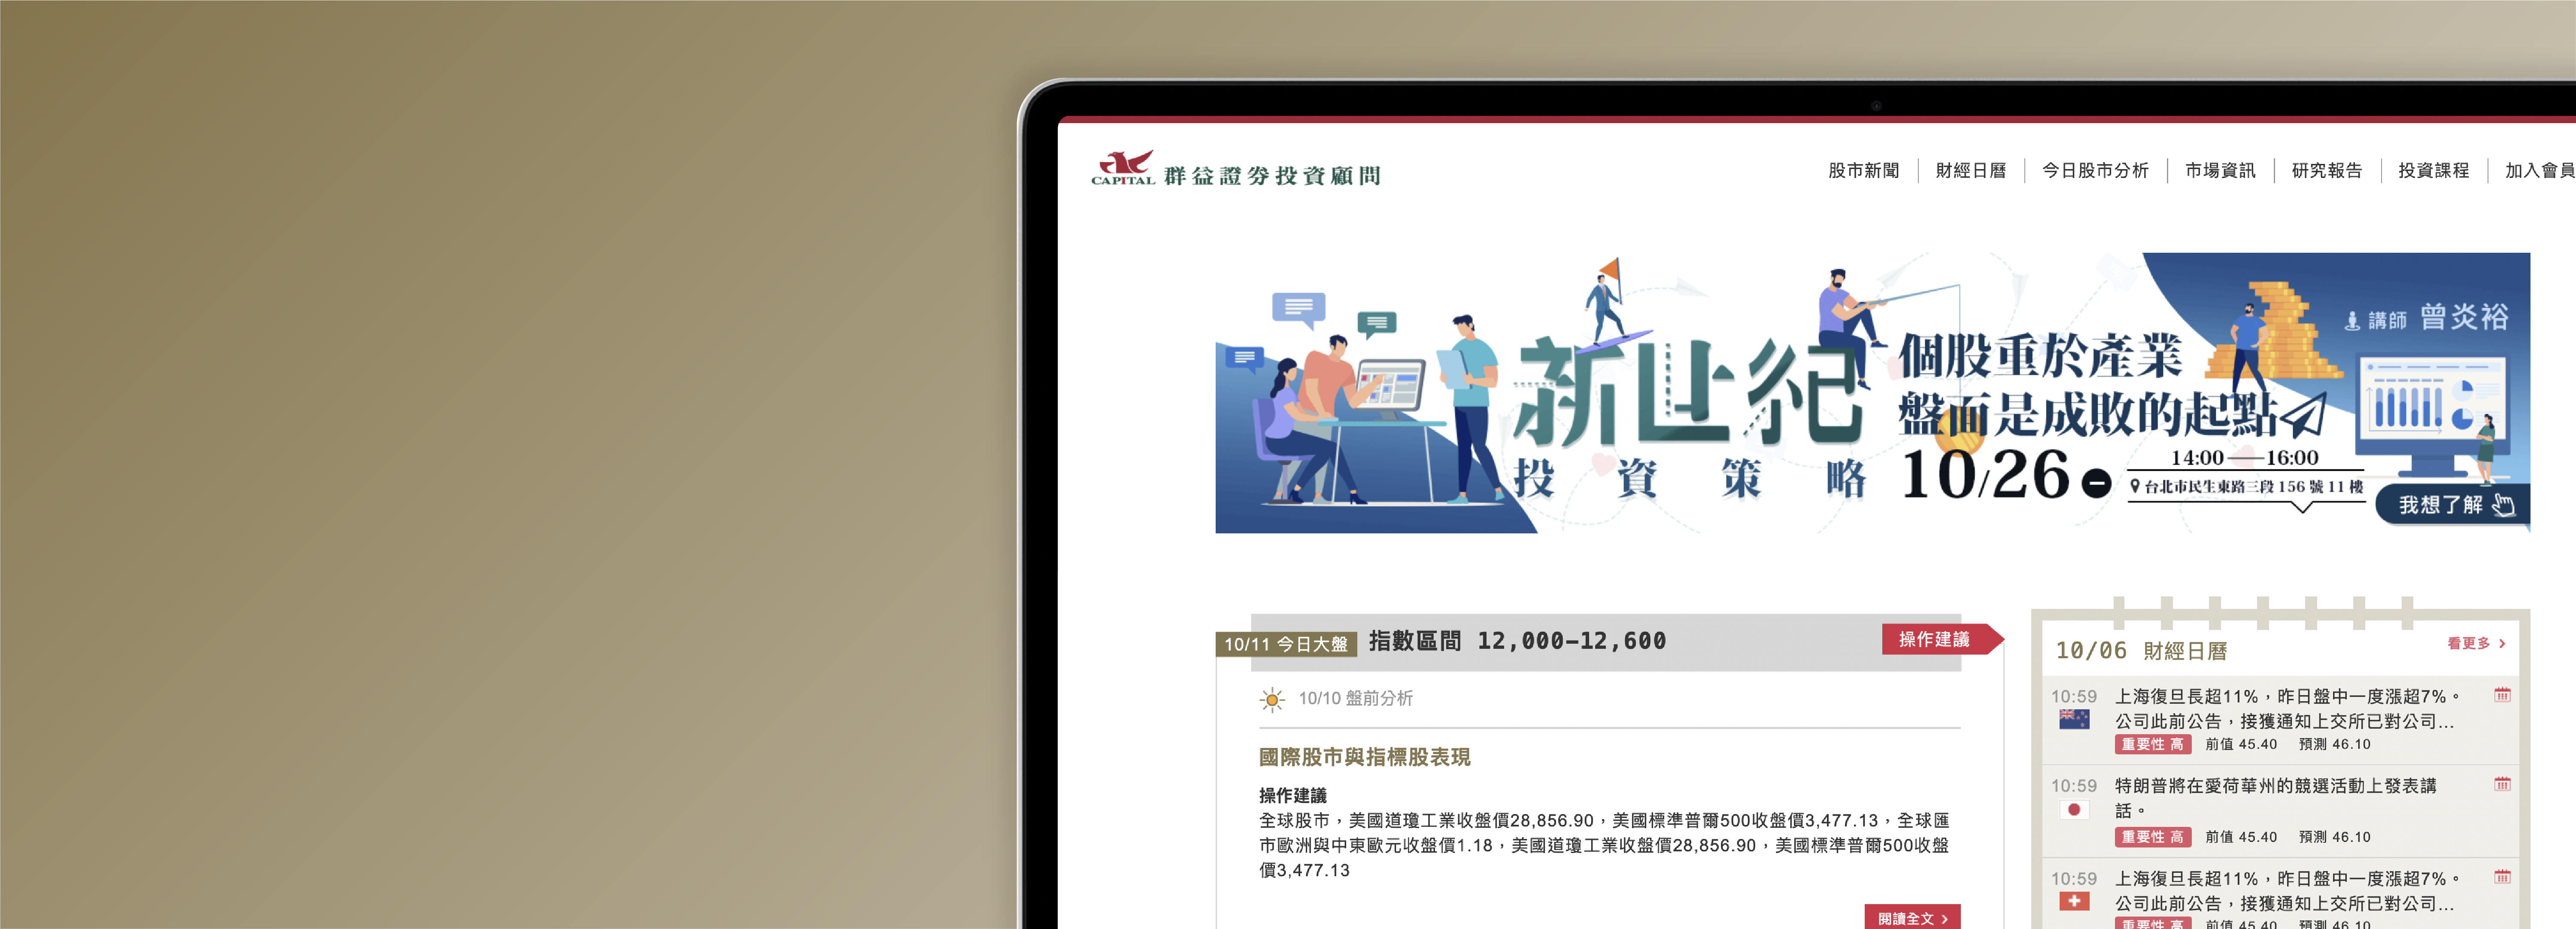 CAPITAL 群益證券投資顧問
股市新聞 財經日曆 今日股市分析 市場資訊 研究報告 投資課程 加入會員
講師 曾炎裕
新世紀
投資策略
個股重於產業
盤面是成敗的起點
10/26 一
14:00—16:00
台北市民生東路三段 156 號 11 樓
我想了解
10/11 今日大盤 指數區間 12,000-12,600 操作建議
10/10 盤前分析
國際股市與指標股表現
操作建議
全球股市，美國道瓊工業收盤價28,856.90，美國標準普爾500收盤價3,477.13，全球匯
市歐洲與中東歐元收盤價1.18，美國道瓊工業收盤價28,856.90，美國標準普爾500收盤
價3,477.13
閱讀全文
10/06 財經日曆 看更多
10:59 上海復旦長超11%，昨日盤中一度漲超7%。
公司此前公告，接獲通知上交所已對公司...
重要性 高 前值 45.40 預測 46.10
10:59 特朗普將在愛荷華州的競選活動上發表講
話。
重要性 高 前值 45.40 預測 46.10
10:59 上海復旦長超11%，昨日盤中一度漲超7%。
公司此前公告，接獲通知上交所已對公司...
重要性 高 前值 45.40 預測 46.10